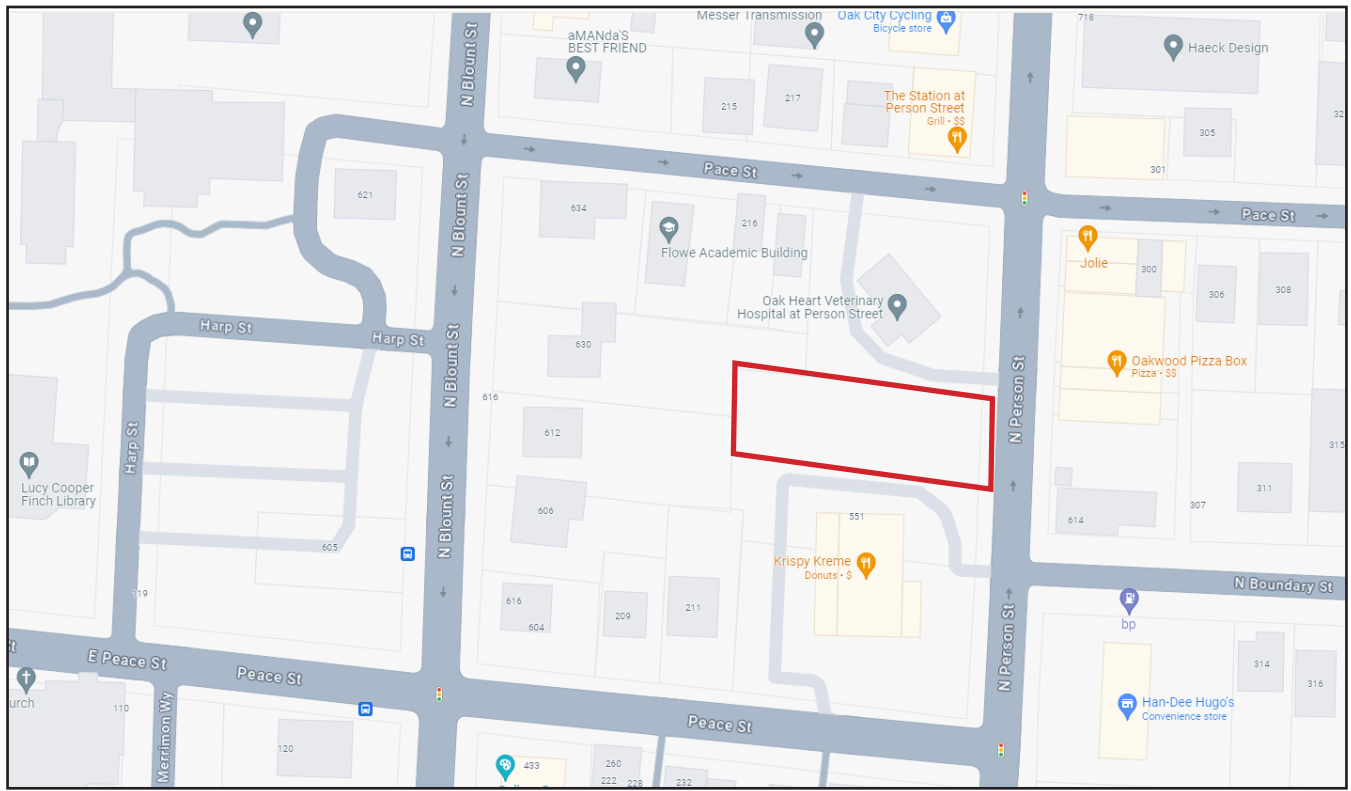 Messer Transmission
Oak City Cycling
Bicycle store
718
aMANda'S
BEST FRIEND
Haeck Design
N Blount St
215
217
The Station at
Person Street
Grill • $$
305
32
301
Pace St
621
N Blount St
634
216
Flowe Academic Building
Pace St
Jolie
300
306
308
Oak Heart Veterinary
Hospital at Person Street
Harp St
Harp St
630
N Blount St
N Person St
Oakwood Pizza Box
Pizza • $$
616
612
Harp St
315
Lucy Cooper
Finch Library
606
N Blount St
551
614
307
311
605
Krispy Kreme
Donuts • $
N Boundary St
119
616
604
209
211
N Person St
bp
St
E Peace St
Peace St
314
316
urch
110
Merrimon Wy
120
Peace St
Han-Dee Hugo's
Convenience store
433
260
222
228
232